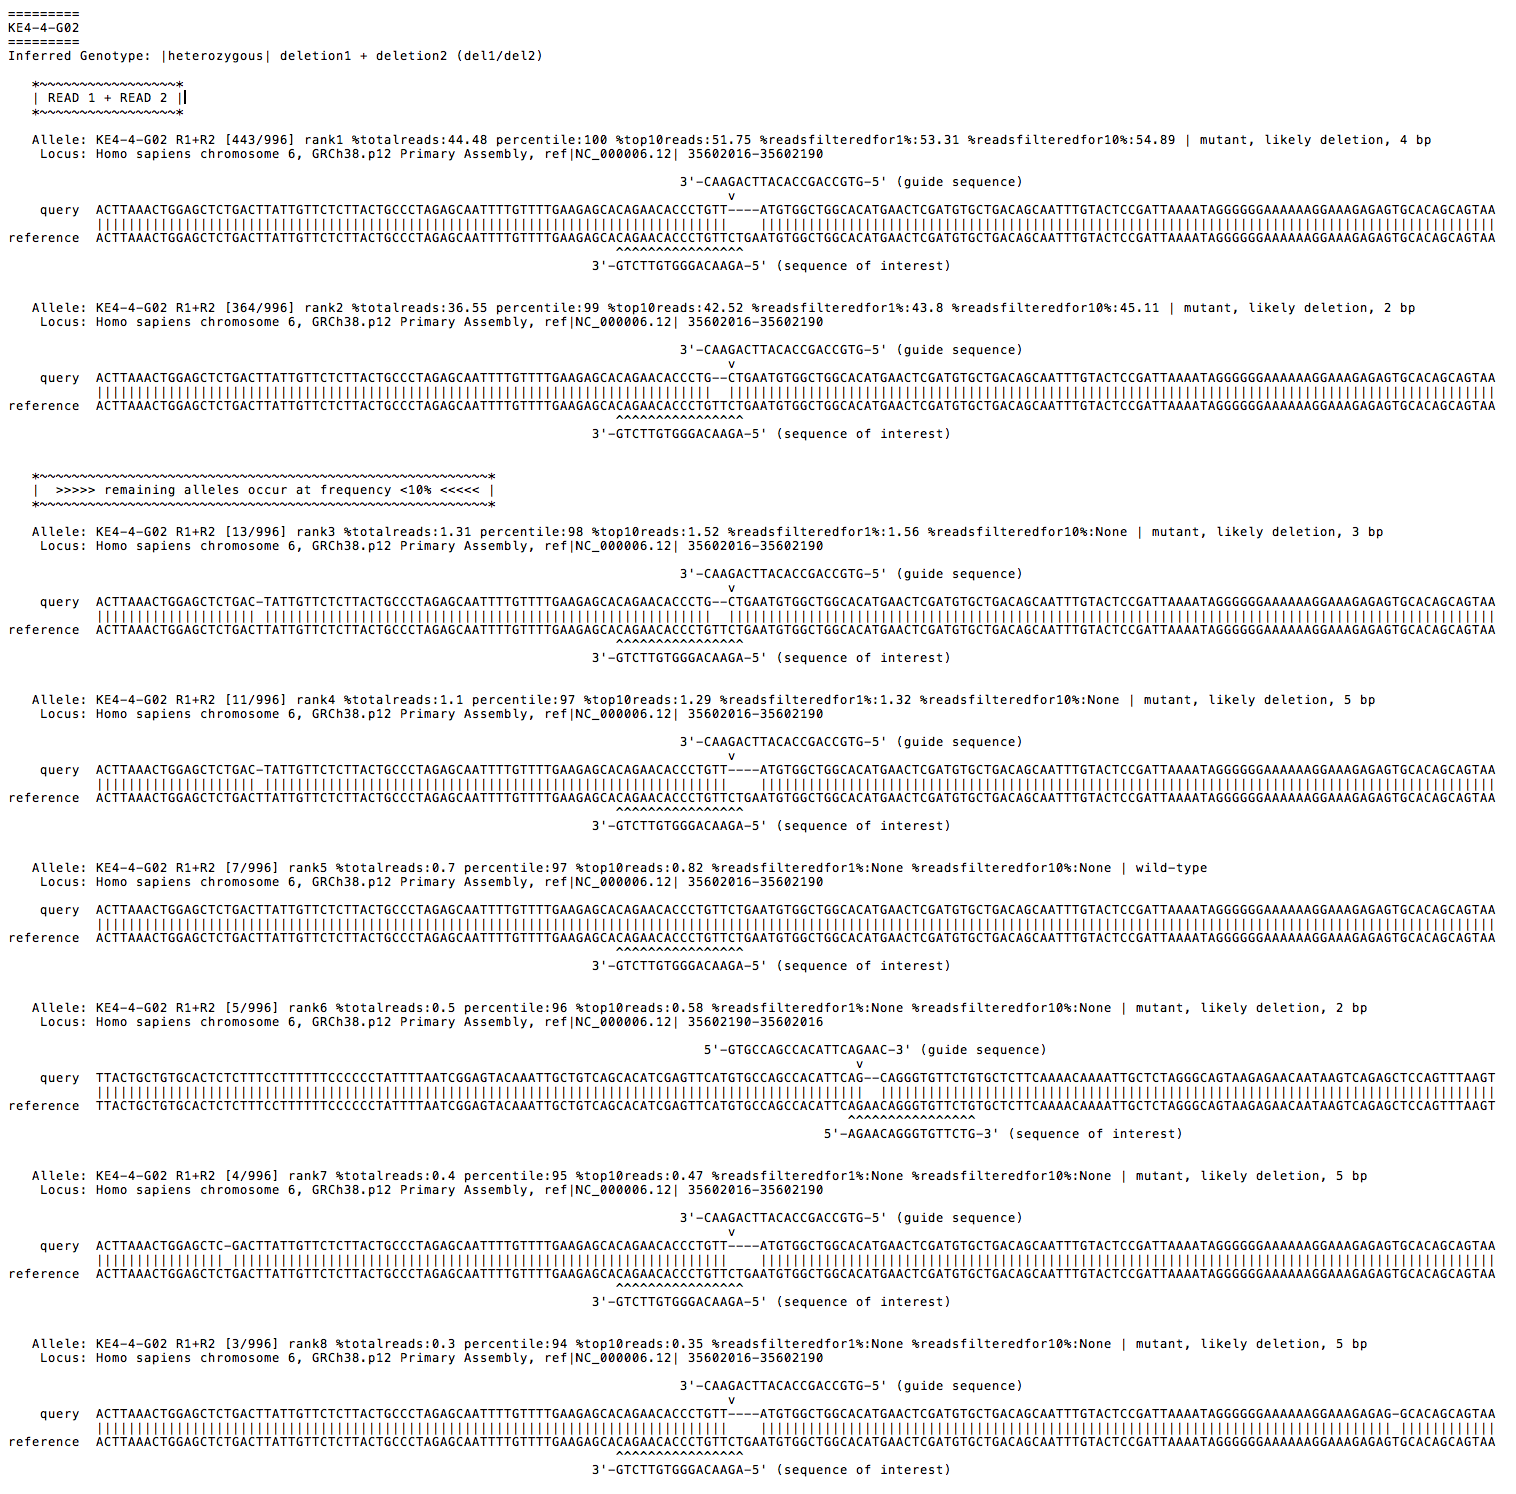 =========
KE4-4-G02
=========
Inferred Genotype: |heterozygous| deletion1 + deletion2 (del1/del2)
*~~~~~~~~~~~~~~~~~*
| READ 1 + READ 2 |
*~~~~~~~~~~~~~~~~~*
Allele: KE4-4-G02 R1+R2 [443/996] rank1 %totalreads:44.48 percentile:100 %top10reads:51.75 %readsfilteredfor1%:53.31 %readsfilteredfor10%:54.89 | mutant, likely deletion, 4 bp
Locus: Homo sapiens chromosome 6, GRCh38.p12 Primary Assembly, ref|NC_000006.12| 35602016-35602190
3'-CAAGACTTACACCGACCGTG-5' (guide sequence)
v
query ACTTAAACTGGAGCTCTGACTTATTGTTCTCTTACTGCCCTAGAGCAATTTTGTTTTGAAGAGCACAGAACACCCTGTT----ATGTGGCTGGCACATGAACTCGATGTGCTGACAGCAATTTGTACTCCGATTAAAATAGGGGGGAAAAAAGGAAAGAGAGTGCACAGCAGTAA
reference ACTTAAACTGGAGCTCTGACTTATTGTTCTCTTACTGCCCTAGAGCAATTTTGTTTTGAAGAGCACAGAACACCCTGTTCTGAATGTGGCTGGCACATGAACTCGATGTGCTGACAGCAATTTGTACTCCGATTAAAATAGGGGGGAAAAAAGGAAAGAGAGTGCACAGCAGTAA
^^^^^^^^^^^^^^^^
3'-GTCTTGTGGGACAAGA-5' (sequence of interest)
Allele: KE4-4-G02 R1+R2 [364/996] rank2 %totalreads:36.55 percentile:99 %top10reads:42.52 %readsfilteredfor1%:43.8 %readsfilteredfor10%:45.11 | mutant, likely deletion, 2 bp
Locus: Homo sapiens chromosome 6, GRCh38.p12 Primary Assembly, ref|NC_000006.12| 35602016-35602190
3'-CAAGACTTACACCGACCGTG-5' (guide sequence)
v
query ACTTAAACTGGAGCTCTGACTTATTGTTCTCTTACTGCCCTAGAGCAATTTTGTTTTGAAGAGCACAGAACACCCTG--CTGAATGTGGCTGGCACATGAACTCGATGTGCTGACAGCAATTTGTACTCCGATTAAAATAGGGGGGAAAAAAGGAAAGAGAGTGCACAGCAGTAA
reference ACTTAAACTGGAGCTCTGACTTATTGTTCTCTTACTGCCCTAGAGCAATTTTGTTTTGAAGAGCACAGAACACCCTGTTCTGAATGTGGCTGGCACATGAACTCGATGTGCTGACAGCAATTTGTACTCCGATTAAAATAGGGGGGAAAAAAGGAAAGAGAGTGCACAGCAGTAA
^^^^^^^^^^^^^^^^
3'-GTCTTGTGGGACAAGA-5' (sequence of interest)
*~~~~~~~~~~~~~~~~~~~~~~~~~~~~~~~~~~~~~~~~~~~~~~~~~~~~~~~~*
| >>>>> remaining alleles occur at frequency <10% <<<<< |
*~~~~~~~~~~~~~~~~~~~~~~~~~~~~~~~~~~~~~~~~~~~~~~~~~~~~~~~~*
Allele: KE4-4-G02 R1+R2 [13/996] rank3 %totalreads:1.31 percentile:98 %top10reads:1.52 %readsfilteredfor1%:1.56 %readsfilteredfor10%:None | mutant, likely deletion, 3 bp
Locus: Homo sapiens chromosome 6, GRCh38.p12 Primary Assembly, ref|NC_000006.12| 35602016-35602190
3'-CAAGACTTACACCGACCGTG-5' (guide sequence)
v
query ACTTAAACTGGAGCTCTGAC-TATTGTTCTCTTACTGCCCTAGAGCAATTTTGTTTTGAAGAGCACAGAACACCCTG--CTGAATGTGGCTGGCACATGAACTCGATGTGCTGACAGCAATTTGTACTCCGATTAAAATAGGGGGGAAAAAAGGAAAGAGAGTGCACAGCAGTAA
reference ACTTAAACTGGAGCTCTGACTTATTGTTCTCTTACTGCCCTAGAGCAATTTTGTTTTGAAGAGCACAGAACACCCTGTTCTGAATGTGGCTGGCACATGAACTCGATGTGCTGACAGCAATTTGTACTCCGATTAAAATAGGGGGGAAAAAAGGAAAGAGAGTGCACAGCAGTAA
^^^^^^^^^^^^^^^^
3'-GTCTTGTGGGACAAGA-5' (sequence of interest)
Allele: KE4-4-G02 R1+R2 [11/996] rank4 %totalreads:1.1 percentile:97 %top10reads:1.29 %readsfilteredfor1%:1.32 %readsfilteredfor10%:None | mutant, likely deletion, 5 bp
Locus: Homo sapiens chromosome 6, GRCh38.p12 Primary Assembly, ref|NC_000006.12| 35602016-35602190
3'-CAAGACTTACACCGACCGTG-5' (guide sequence)
v
query ACTTAAACTGGAGCTCTGAC-TATTGTTCTCTTACTGCCCTAGAGCAATTTTGTTTTGAAGAGCACAGAACACCCTGTT----ATGTGGCTGGCACATGAACTCGATGTGCTGACAGCAATTTGTACTCCGATTAAAATAGGGGGGAAAAAAGGAAAGAGAGTGCACAGCAGTAA
reference ACTTAAACTGGAGCTCTGACTTATTGTTCTCTTACTGCCCTAGAGCAATTTTGTTTTGAAGAGCACAGAACACCCTGTTCTGAATGTGGCTGGCACATGAACTCGATGTGCTGACAGCAATTTGTACTCCGATTAAAATAGGGGGGAAAAAAGGAAAGAGAGTGCACAGCAGTAA
^^^^^^^^^^^^^^^^
3'-GTCTTGTGGGACAAGA-5' (sequence of interest)
Allele: KE4-4-G02 R1+R2 [7/996] rank5 %totalreads:0.7 percentile:97 %top10reads:0.82 %readsfilteredfor1%:None %readsfilteredfor10%:None | wild-type
Locus: Homo sapiens chromosome 6, GRCh38.p12 Primary Assembly, ref|NC_000006.12| 35602016-35602190
query ACTTAAACTGGAGCTCTGACTTATTGTTCTCTTACTGCCCTAGAGCAATTTTGTTTTGAAGAGCACAGAACACCCTGTTCTGAATGTGGCTGGCACATGAACTCGATGTGCTGACAGCAATTTGTACTCCGATTAAAATAGGGGGGAAAAAAGGAAAGAGAGTGCACAGCAGTAA
reference ACTTAAACTGGAGCTCTGACTTATTGTTCTCTTACTGCCCTAGAGCAATTTTGTTTTGAAGAGCACAGAACACCCTGTTCTGAATGTGGCTGGCACATGAACTCGATGTGCTGACAGCAATTTGTACTCCGATTAAAATAGGGGGGAAAAAAGGAAAGAGAGTGCACAGCAGTAA
^^^^^^^^^^^^^^^^
3'-GTCTTGTGGGACAAGA-5' (sequence of interest)
Allele: KE4-4-G02 R1+R2 [5/996] rank6 %totalreads:0.5 percentile:96 %top10reads:0.58 %readsfilteredfor1%:None %readsfilteredfor10%:None | mutant, likely deletion, 2 bp
Locus: Homo sapiens chromosome 6, GRCh38.p12 Primary Assembly, ref|NC_000006.12| 35602190-35602016
5'-GTGCCAGCCACATTCAGAAC-3' (guide sequence)
v
query TTACTGCTGTGCACTCTCTTTCCTTTTTTCCCCCCTATTTTAATCGGAGTACAAATTGCTGTCAGCACATCGAGTTCATGTGCCAGCCACATTCAG--CAGGGTGTTCTGTGCTCTTCAAAACAAAATTGCTCTAGGGCAGTAAGAGAACAATAAGTCAGAGCTCCAGTTTAAGT
reference TTACTGCTGTGCACTCTCTTTCCTTTTTTCCCCCCTATTTTAATCGGAGTACAAATTGCTGTCAGCACATCGAGTTCATGTGCCAGCCACATTCAGAACAGGGTGTTCTGTGCTCTTCAAAACAAAATTGCTCTAGGGCAGTAAGAGAACAATAAGTCAGAGCTCCAGTTTAAGT
^^^^^^^^^^^^^^^^
5'-AGAACAGGGTGTTCTG-3' (sequence of interest)
Allele: KE4-4-G02 R1+R2 [4/996] rank7 %totalreads:0.4 percentile:95 %top10reads:0.47 %readsfilteredfor1%:None %readsfilteredfor10%:None | mutant, likely deletion, 5 bp
Locus: Homo sapiens chromosome 6, GRCh38.p12 Primary Assembly, ref|NC_000006.12| 35602016-35602190
3'-CAAGACTTACACCGACCGTG-5' (guide sequence)
v
query ACTTAAACTGGAGCTC-GACTTATTGTTCTCTTACTGCCCTAGAGCAATTTTGTTTTGAAGAGCACAGAACACCCTGTT----ATGTGGCTGGCACATGAACTCGATGTGCTGACAGCAATTTGTACTCCGATTAAAATAGGGGGGAAAAAAGGAAAGAGAGTGCACAGCAGTAA
reference ACTTAAACTGGAGCTCTGACTTATTGTTCTCTTACTGCCCTAGAGCAATTTTGTTTTGAAGAGCACAGAACACCCTGTTCTGAATGTGGCTGGCACATGAACTCGATGTGCTGACAGCAATTTGTACTCCGATTAAAATAGGGGGGAAAAAAGGAAAGAGAGTGCACAGCAGTAA
^^^^^^^^^^^^^^^^
3'-GTCTTGTGGGACAAGA-5' (sequence of interest)
Allele: KE4-4-G02 R1+R2 [3/996] rank8 %totalreads:0.3 percentile:94 %top10reads:0.35 %readsfilteredfor1%:None %readsfilteredfor10%:None | mutant, likely deletion, 5 bp
Locus: Homo sapiens chromosome 6, GRCh38.p12 Primary Assembly, ref|NC_000006.12| 35602016-35602190
3'-CAAGACTTACACCGACCGTG-5' (guide sequence)
v
query ACTTAAACTGGAGCTCTGACTTATTGTTCTCTTACTGCCCTAGAGCAATTTTGTTTTGAAGAGCACAGAACACCCTGTT----ATGTGGCTGGCACATGAACTCGATGTGCTGACAGCAATTTGTACTCCGATTAAAATAGGGGGGAAAAAAGGAAAGAGAG-GCACAGCAGTAA
reference ACTTAAACTGGAGCTCTGACTTATTGTTCTCTTACTGCCCTAGAGCAATTTTGTTTTGAAGAGCACAGAACACCCTGTTCTGAATGTGGCTGGCACATGAACTCGATGTGCTGACAGCAATTTGTACTCCGATTAAAATAGGGGGGAAAAAAGGAAAGAGAGTGCACAGCAGTAA
^^^^^^^^^^^^^^^^
3'-GTCTTGTGGGACAAGA-5' (sequence of interest)